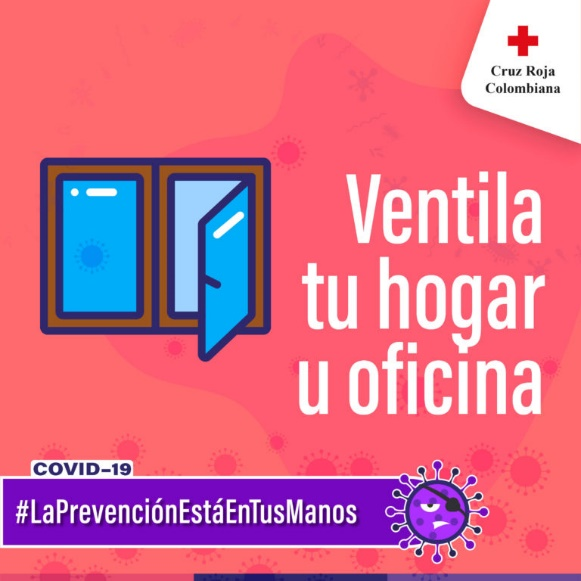 Cruz Roja
Colombiana
Ventila
tu hogar
u oficina
COVID-19
#LaPrevenciónEstáEnTusManos